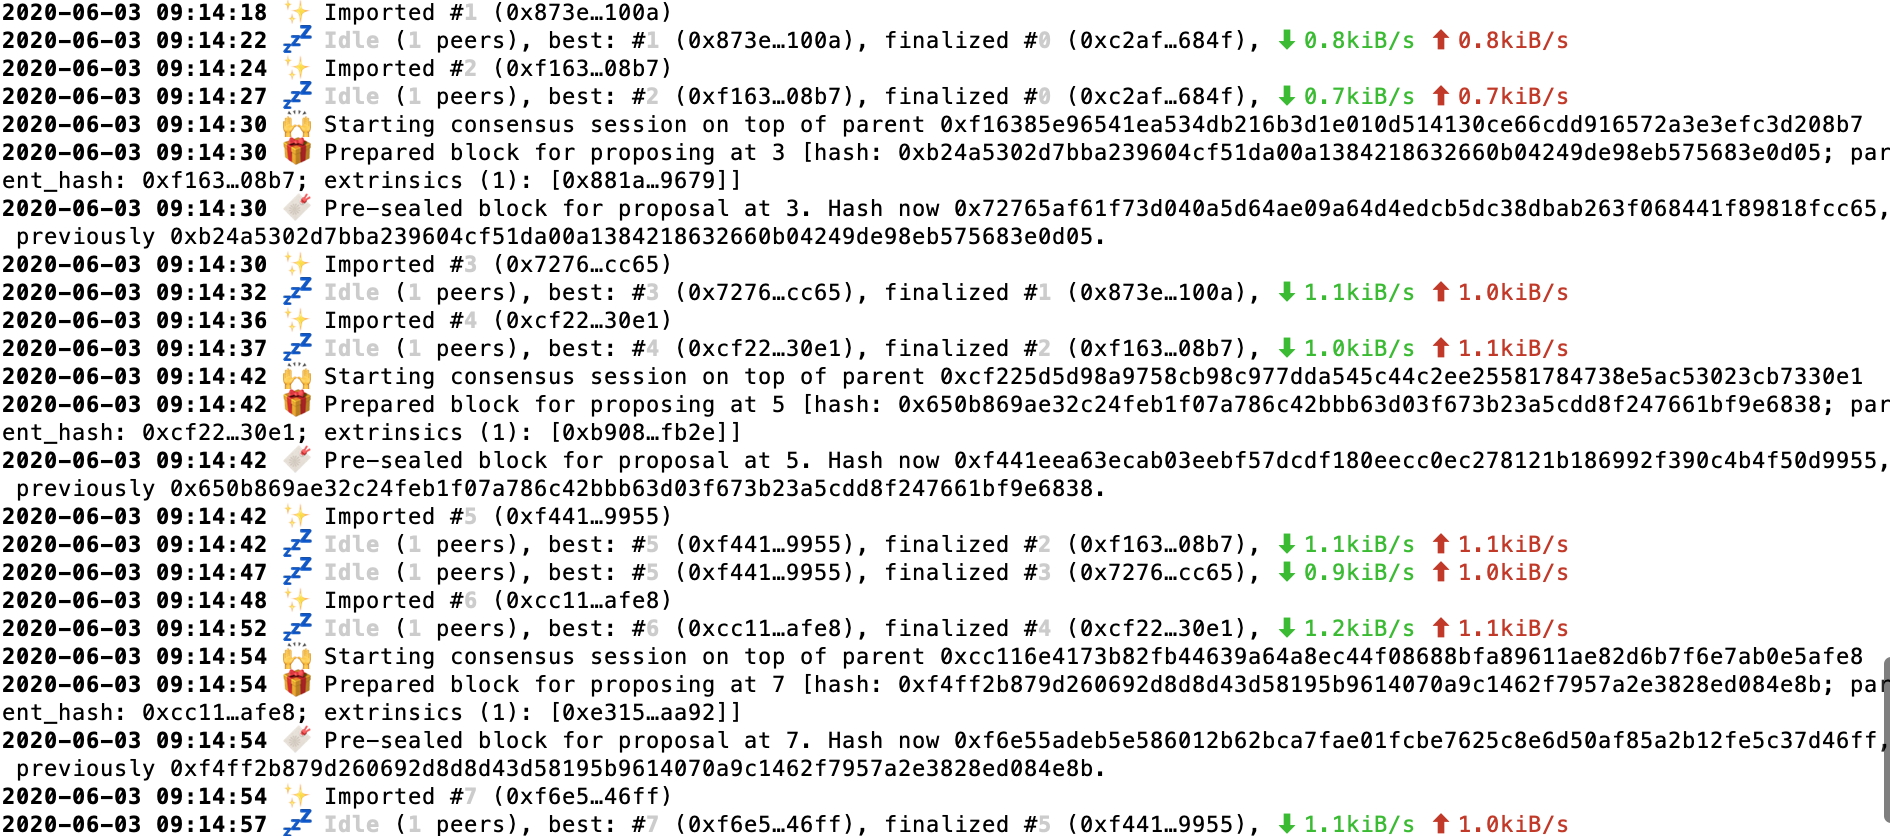 2020-06-03 09:14:18 ✨ Imported #1 (0x873e…100a)
2020-06-03 09:14:22 💤 Idle (1 peers), best: #1 (0x873e…100a), finalized #0 (0xc2af…684f), ⬇ 0.8kiB/s ⬆ 0.8kiB/s
2020-06-03 09:14:24 ✨ Imported #2 (0xf163…08b7)
2020-06-03 09:14:27 💤 Idle (1 peers), best: #2 (0xf163…08b7), finalized #0 (0xc2af…684f), ⬇ 0.7kiB/s ⬆ 0.7kiB/s
2020-06-03 09:14:30 🙌 Starting consensus session on top of parent 0xf16385e96541ea534db216b3d1e010d514130ce66cdd916572a3e3efc3d208b7
2020-06-03 09:14:30 🎁 Prepared block for proposing at 3 [hash: 0xb24a5302d7bba239604cf51da00a1384218632660b04249de98eb575683e0d05; par
ent_hash: 0xf163…08b7; extrinsics (1): [0x881a…9679]]
2020-06-03 09:14:30 🔖 Pre-sealed block for proposal at 3. Hash now 0x72765af61f73d040a5d64ae09a64d4edcb5dc38dbab263f068441f89818fcc65,
previously 0xb24a5302d7bba239604cf51da00a1384218632660b04249de98eb575683e0d05.
2020-06-03 09:14:30 ✨ Imported #3 (0x7276…cc65)
2020-06-03 09:14:32 💤 Idle (1 peers), best: #3 (0x7276…cc65), finalized #1 (0x873e…100a), ⬇ 1.1kiB/s ⬆ 1.0kiB/s
2020-06-03 09:14:36 ✨ Imported #4 (0xcf22…30e1)
2020-06-03 09:14:37 💤 Idle (1 peers), best: #4 (0xcf22…30e1), finalized #2 (0xf163…08b7), ⬇ 1.0kiB/s ⬆ 1.1kiB/s
2020-06-03 09:14:42 🙌 Starting consensus session on top of parent 0xcf225d5d98a9758cb98c977dda545c44c2ee25581784738e5ac53023cb7330e1
2020-06-03 09:14:42 🎁 Prepared block for proposing at 5 [hash: 0x650b869ae32c24feb1f07a786c42bbb63d03f673b23a5cdd8f247661bf9e6838; par
ent_hash: 0xcf22…30e1; extrinsics (1): [0xb908…fb2e]]
2020-06-03 09:14:42 🔖 Pre-sealed block for proposal at 5. Hash now 0xf441eea63ecab03eebf57dcdf180eecc0ec278121b186992f390c4b4f50d9955,
previously 0x650b869ae32c24feb1f07a786c42bbb63d03f673b23a5cdd8f247661bf9e6838.
2020-06-03 09:14:42 ✨ Imported #5 (0xf441…9955)
2020-06-03 09:14:42 💤 Idle (1 peers), best: #5 (0xf441…9955), finalized #2 (0xf163…08b7), ⬇ 1.1kiB/s ⬆ 1.1kiB/s
2020-06-03 09:14:47 💤 Idle (1 peers), best: #5 (0xf441…9955), finalized #3 (0x7276…cc65), ⬇ 0.9kiB/s ⬆ 1.0kiB/s
2020-06-03 09:14:48 ✨ Imported #6 (0xcc11…afe8)
2020-06-03 09:14:52 💤 Idle (1 peers), best: #6 (0xcc11…afe8), finalized #4 (0xcf22…30e1), ⬇ 1.2kiB/s ⬆ 1.1kiB/s
2020-06-03 09:14:54 🙌 Starting consensus session on top of parent 0xcc116e4173b82fb44639a64a8ec44f08688bfa89611ae82d6b7f6e7ab0e5afe8
2020-06-03 09:14:54 🎁 Prepared block for proposing at 7 [hash: 0xf4ff2b879d260692d8d8d43d58195b9614070a9c1462f7957a2e3828ed084e8b; par
ent_hash: 0xcc11…afe8; extrinsics (1): [0xe315…aa92]]
2020-06-03 09:14:54 🔖 Pre-sealed block for proposal at 7. Hash now 0xf6e55adeb5e586012b62bca7fae01fcbe7625c8e6d50af85a2b12fe5c37d46ff,
previously 0xf4ff2b879d260692d8d8d43d58195b9614070a9c1462f7957a2e3828ed084e8b.
2020-06-03 09:14:54 ✨ Imported #7 (0xf6e5…46ff)
2020-06-03 09:14:57 💤 Idle (1 peers), best: #7 (0xf6e5…46ff), finalized #5 (0xf441…9955), ⬇ 1.1kiB/s ⬆ 1.0kiB/s